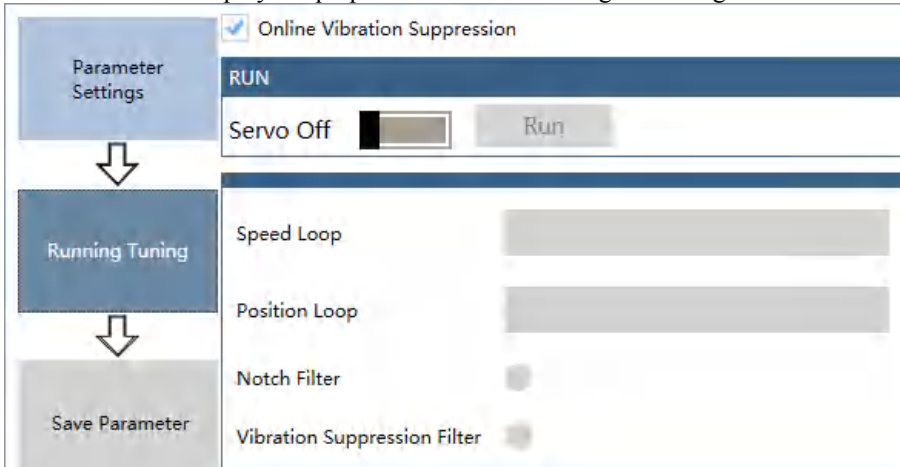 Online Vibration Suppression
Parameter
Settings
RUN
Servo Off
Run
Running Tuning
Speed Loop
Position Loop
Notch Filter
Save Parameter
Vibration Suppression Filter